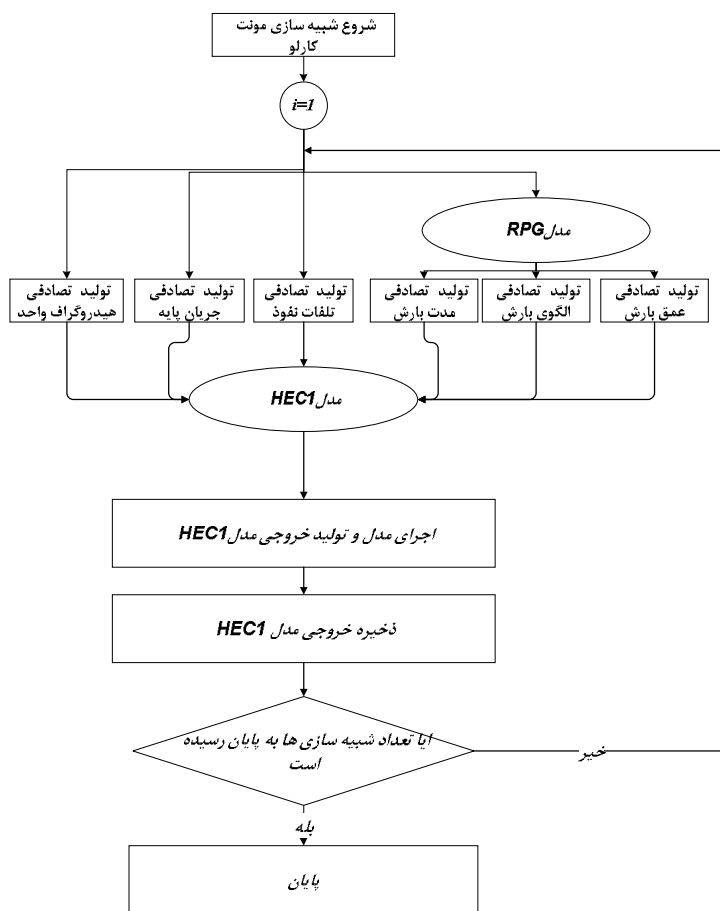 شروع شبیه سازی مونت
کارلو
i=1
مدل RPG
تولید تصادفی
عمق بارش
تولید تصادفی
الگوی بارش
تولید تصادفی
مدت بارش
تولید تصادفی
تلفات نفوذ
تولید تصادفی
جریان پایه
تولید تصادفی
هیدروگراف واحد
مدل HEC1
اجرای مدل و تولید خروجی مدل HEC1
ذخیره خروجی مدل HEC1
ایا تعداد شبیه سازی ها به پایان رسیده
است
خیر
بله
پایان